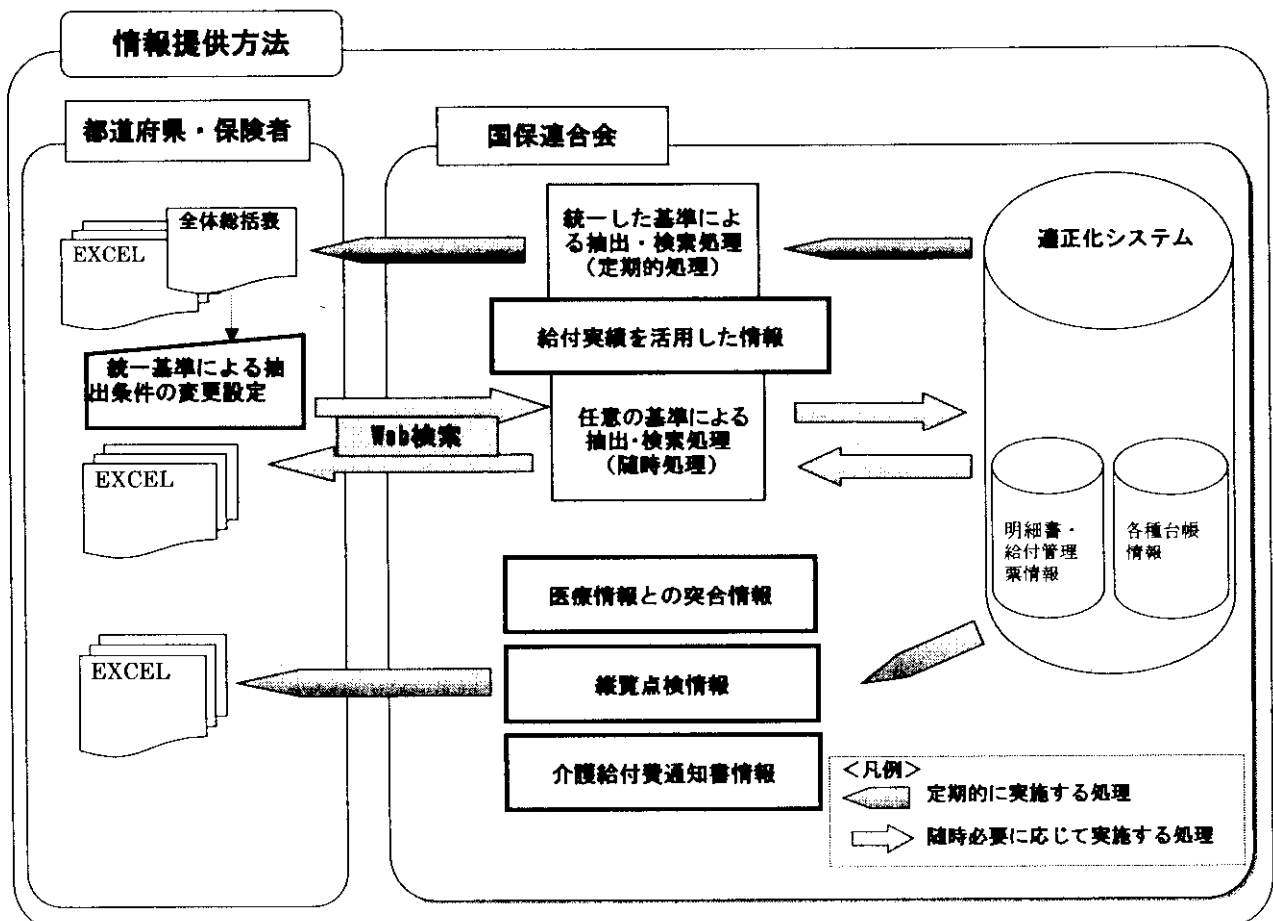 情報提供方法
都道府県・保険者
国保連合会
全体総括表
EXCEL
統一した基準によ
る抽出・検索処理
（定期的処理）
適正化システム
給付実績を活用した情報
統一基準による抽
出条件の変更設定
Web検索
任意の基準による
抽出・検索処理
（随時処理）
EXCEL
明細書・
給付管理
票情報
各種台帳
情報
医療情報との突合情報
EXCEL
縦覧点検情報
介護給付費通知書情報
＜凡例＞
定期的に実施する処理
随時必要に応じて実施する処理